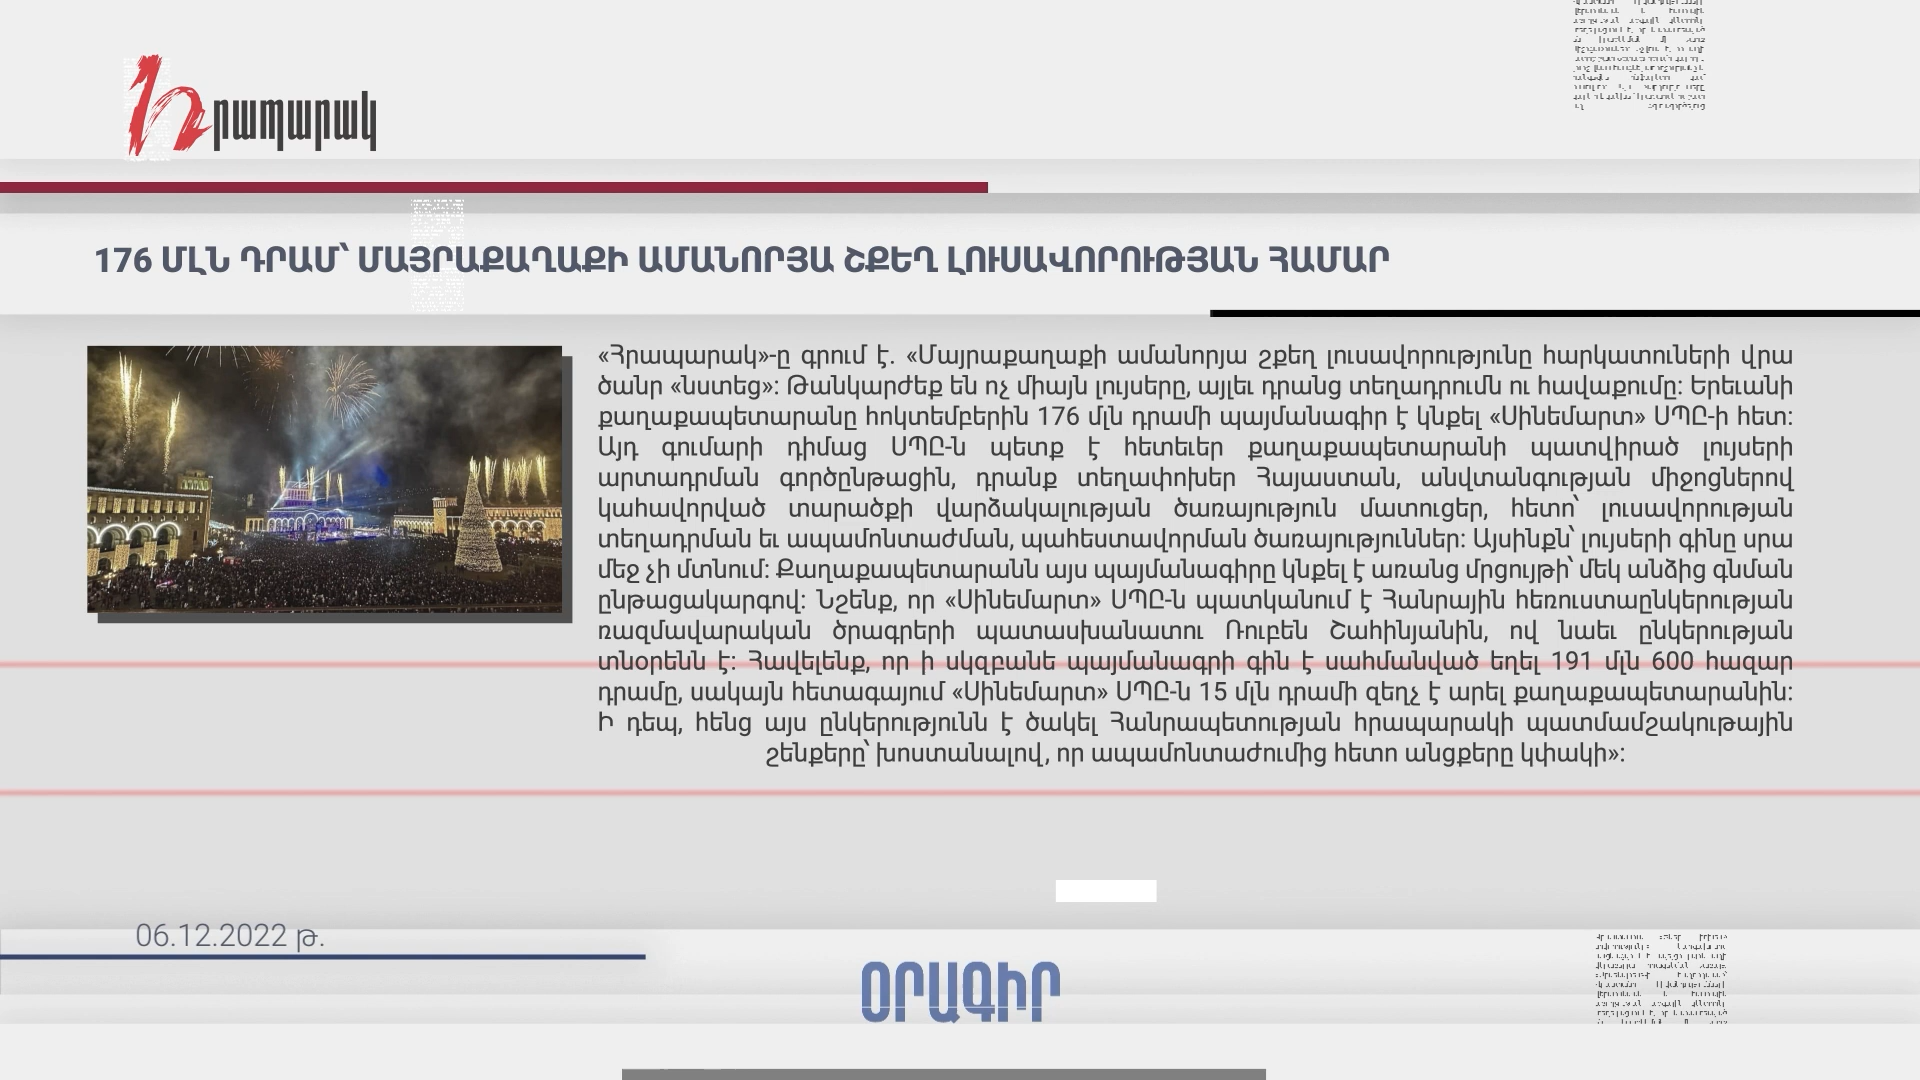 Հրապարակ
176 ՄԼՆ ԴՐԱՄ՝ ՄԱՅՐԱՔԱՂԱՔԻ ԱՄԱՆՈՐՅԱ ՇՔԵՂ ԼՈՒՍԱՎՈՐՈՒԹՅԱՆ ՀԱՄԱՐ
«Հրապարակ»-ը գրում է. «Մայրաքաղաքի ամանորյա շքեղ լուսավորությունը հարկատուների վրա
ծանր «նստեց»: Թանկարժեք են ոչ միայն լույսերը, այլեւ դրանց տեղադրումն ու հավաքումը: Երեւանի
քաղաքապետարանը հոկտեմբերին 176 մլն դրամի պայմանագիր է կնքել «Սինեմարտ» ՍՊԸ-ի հետ:
Այդ գումարի դիմաց ՍՊԸ-ն պետք է հետեւեր քաղաքապետարանի պատվիրած լույսերի
արտադրման գործընթացին, դրանք տեղափոխեր Հայաստան, անվտանգության միջոցներով
կահավորված տարածքի վարձակալության ծառայություն մատուցեր, հետո՝ լուսավորության
տեղադրման եւ ապամոնտաժման, պահեստավորման ծառայություններ: Այսինքն՝ լույսերի գինը սրա
մեջ չի մտնում: Քաղաքապետարանն այս պայմանագիրը կնքել է առանց մրցույթի՝ մեկ անձից գնման
ընթացակարգով: Նշենք, որ «Սինեմարտ» ՍՊԸ-ն պատկանում է Հանրային հեռուստաընկերության
ռազմավարական ծրագրերի պատասխանատու Ռուբեն Շահինյանին, ով նաեւ ընկերության
տնօրենն է: Հավելենք, որ ի սկզբանե պայմանագրի գին է սահմանված եղել 191 մլն 600 հազար
դրամը, սակայն հետագայում «Սինեմարտ» ՍՊԸ-ն 15 մլն դրամի զեղչ է արել քաղաքապետարանին:
Ի դեպ, հենց այս ընկերությունն է ծակել Հանրապետության հրապարակի պատմամշակութային
շենքերը՝ խոստանալով, որ ապամոնտաժումից հետո անցքերը կփակի»:
06.12.2022 թ.
ՕՐԱԳԻՐ